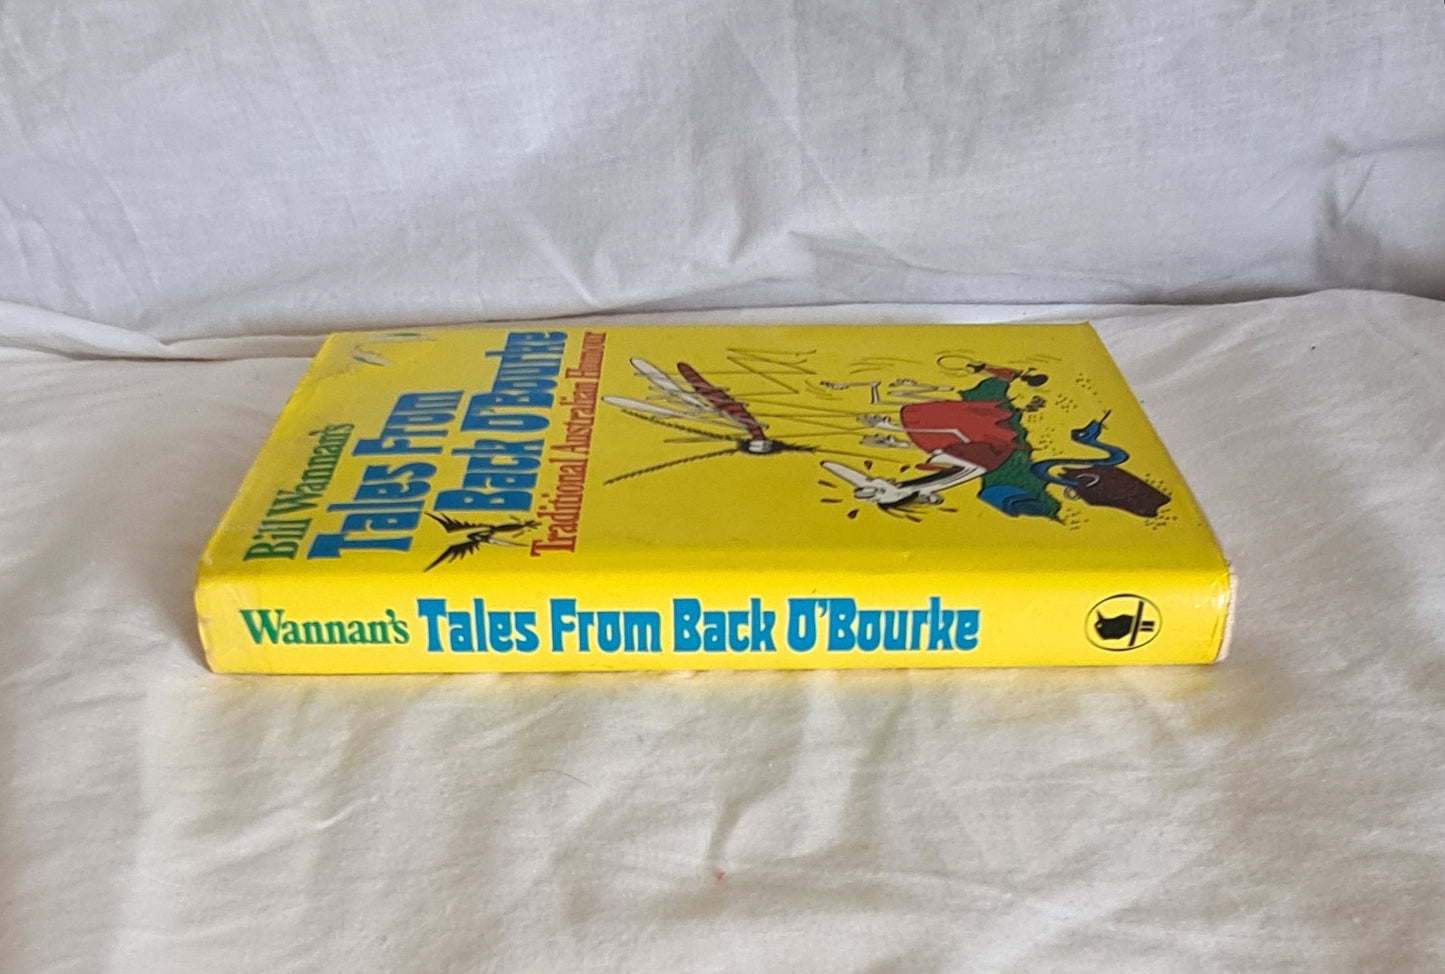 Bill Wannan's
Tales From
Back O'Bourke
Traditional Australian Humour
Wannan's Tales From Back O'Bourke